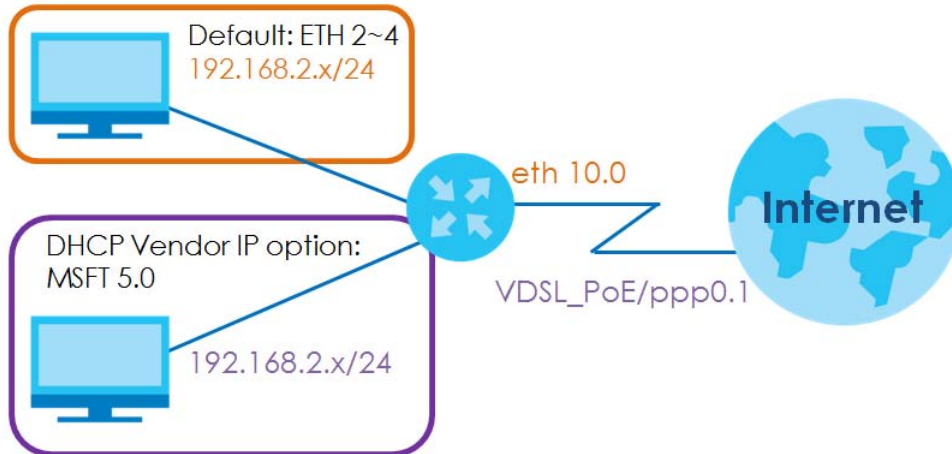 Default: ETH 2~4
192.168.2.x/24
eth 10.0
Internet
DHCP Vendor IP option:
MSFT 5.0
VDSL_PoE/ppp0.1
192.168.2.x/24